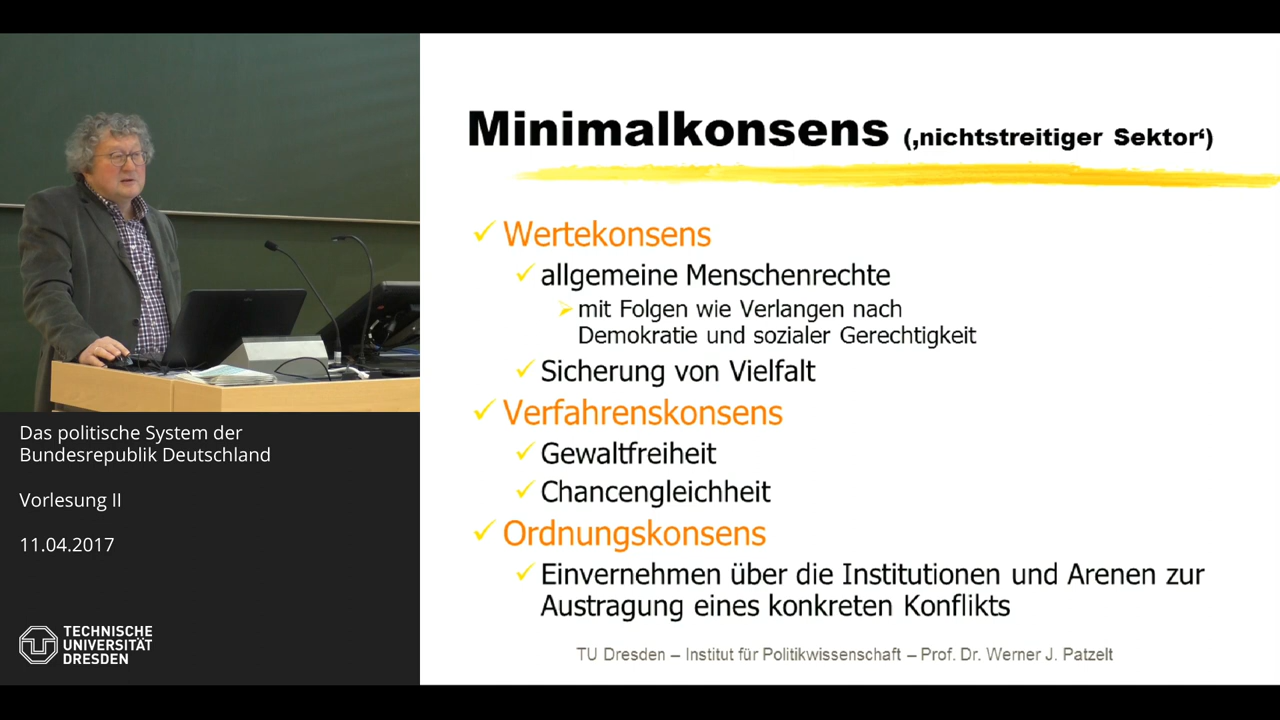 Minimalkonsens (‚nichtstreitiger Sektor‘)
Wertekonsens
allgemeine Menschenrechte
mit Folgen wie Verlangen nach
Demokratie und sozialer Gerechtigkeit
Sicherung von Vielfalt
Verfahrenskonsens
Gewaltfreiheit
Chancengleichheit
Ordnungskonsens
Einvernehmen über die Institutionen und Arenen zur
Austragung eines konkreten Konflikts
TU Dresden – Institut für Politikwissenschaft – Prof. Dr. Werner J. Patzelt
Das politische System der
Bundesrepublik Deutschland
Vorlesung II
11.04.2017
TECHNISCHE
UNIVERSITÄT
DRESDEN